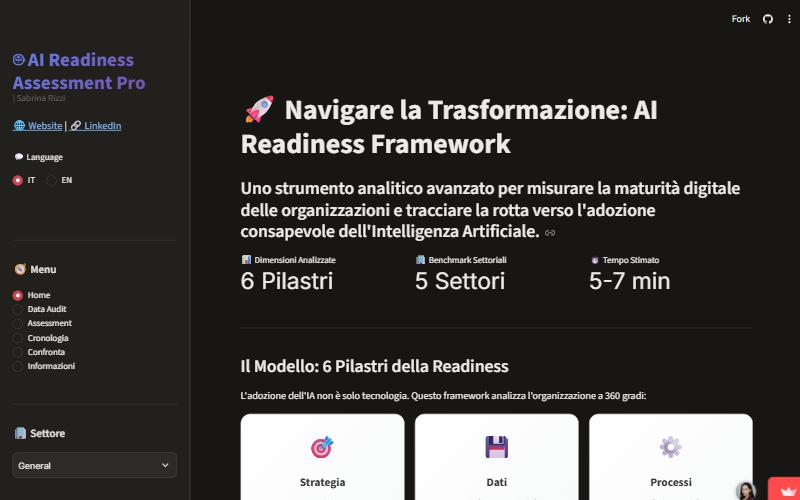 Fork
AI Readiness
Assessment Pro
| Sabrina Rizzi
Website | LinkedIn
Language
IT EN
Menu
Home
Data Audit
Assessment
Cronologia
Confronta
Informazioni
Settore
General
Navigare la Trasformazione: AI
Readiness Framework
Uno strumento analitico avanzato per misurare la maturità digitale
delle organizzazioni e tracciare la rotta verso l'adozione
consapevole dell'Intelligenza Artificiale.
Dimensioni Analizzate
6 Pilastri
Benchmark Settoriali
5 Settori
Tempo Stimato
5-7 min
Il Modello: 6 Pilastri della Readiness
L'adozione dell'IA non è solo tecnologia. Questo framework analizza l'organizzazione a 360 gradi:
Strategia
Dati
Processi